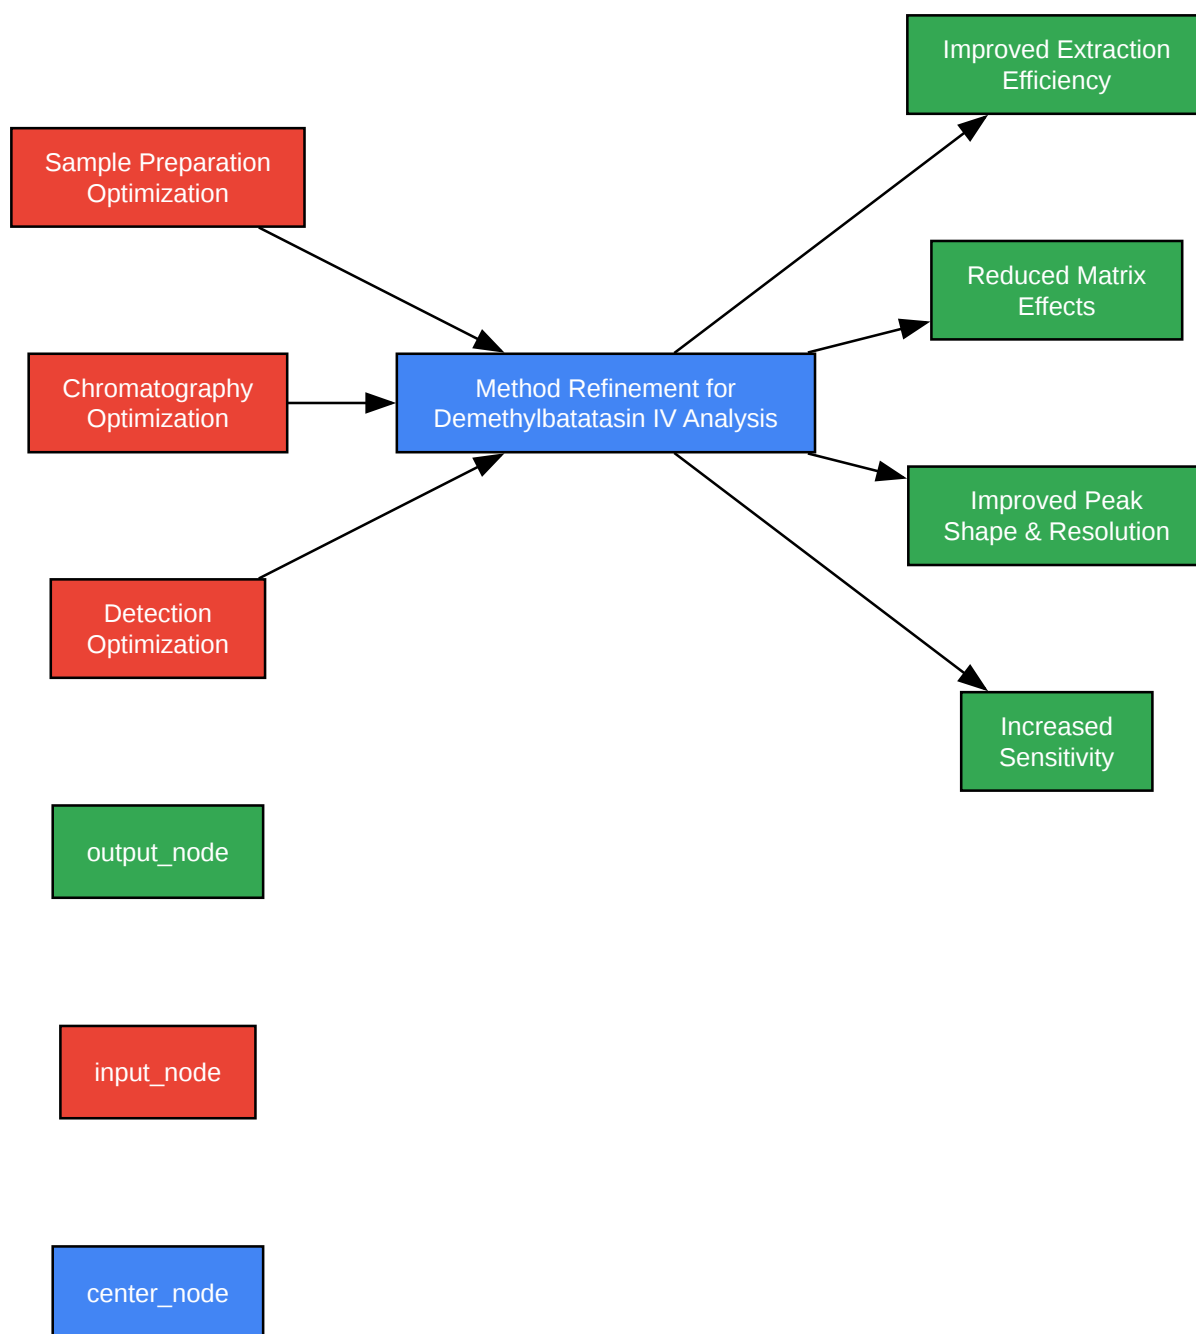 Improved Extraction
Efficiency
Sample Preparation
Optimization
Reduced Matrix
Effects
Chromatography
Optimization
Method Refinement for
Demethylbatatasin IV Analysis
Improved Peak
Shape & Resolution
Detection
Optimization
Increased
Sensitivity
output_node
input_node
center_node